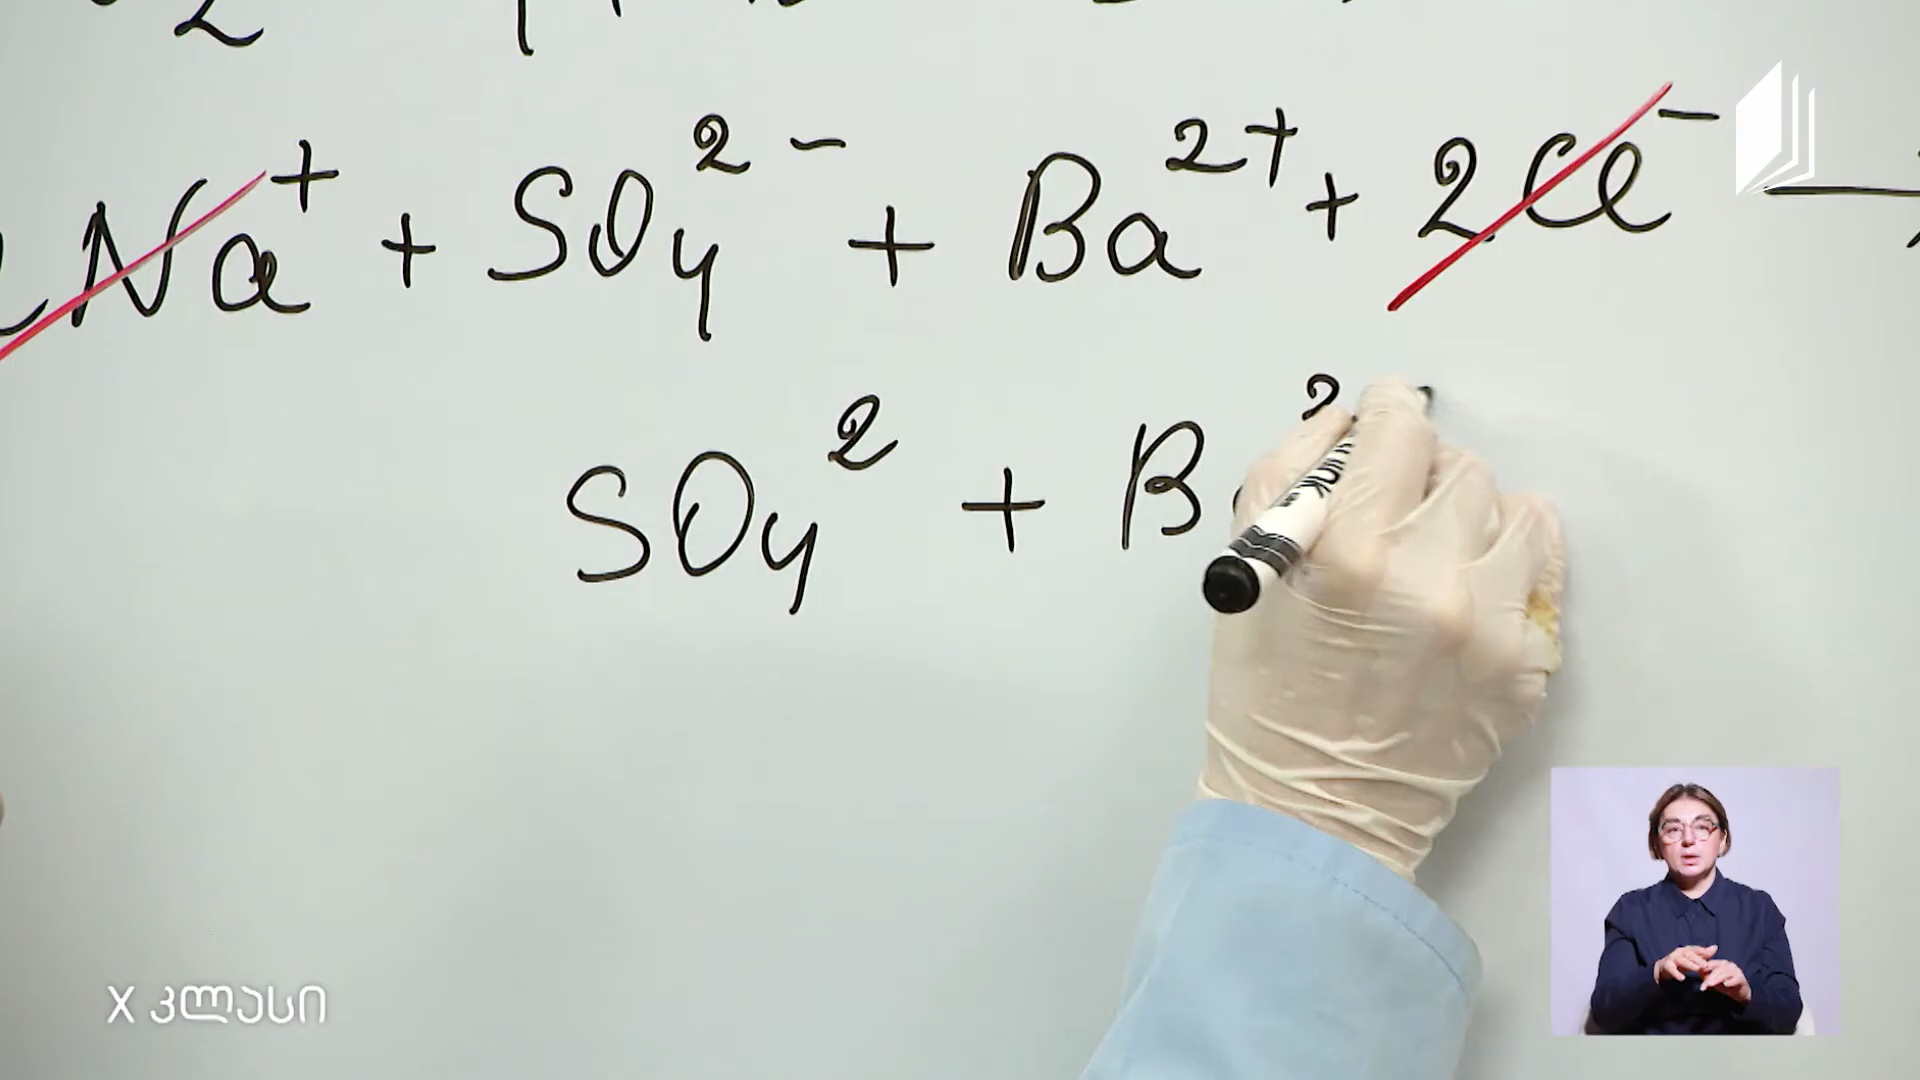 2Na⁺ + SO₄²⁻ + Ba²⁺ + 2Cl⁻ →
SO₄² + B
X კლასი